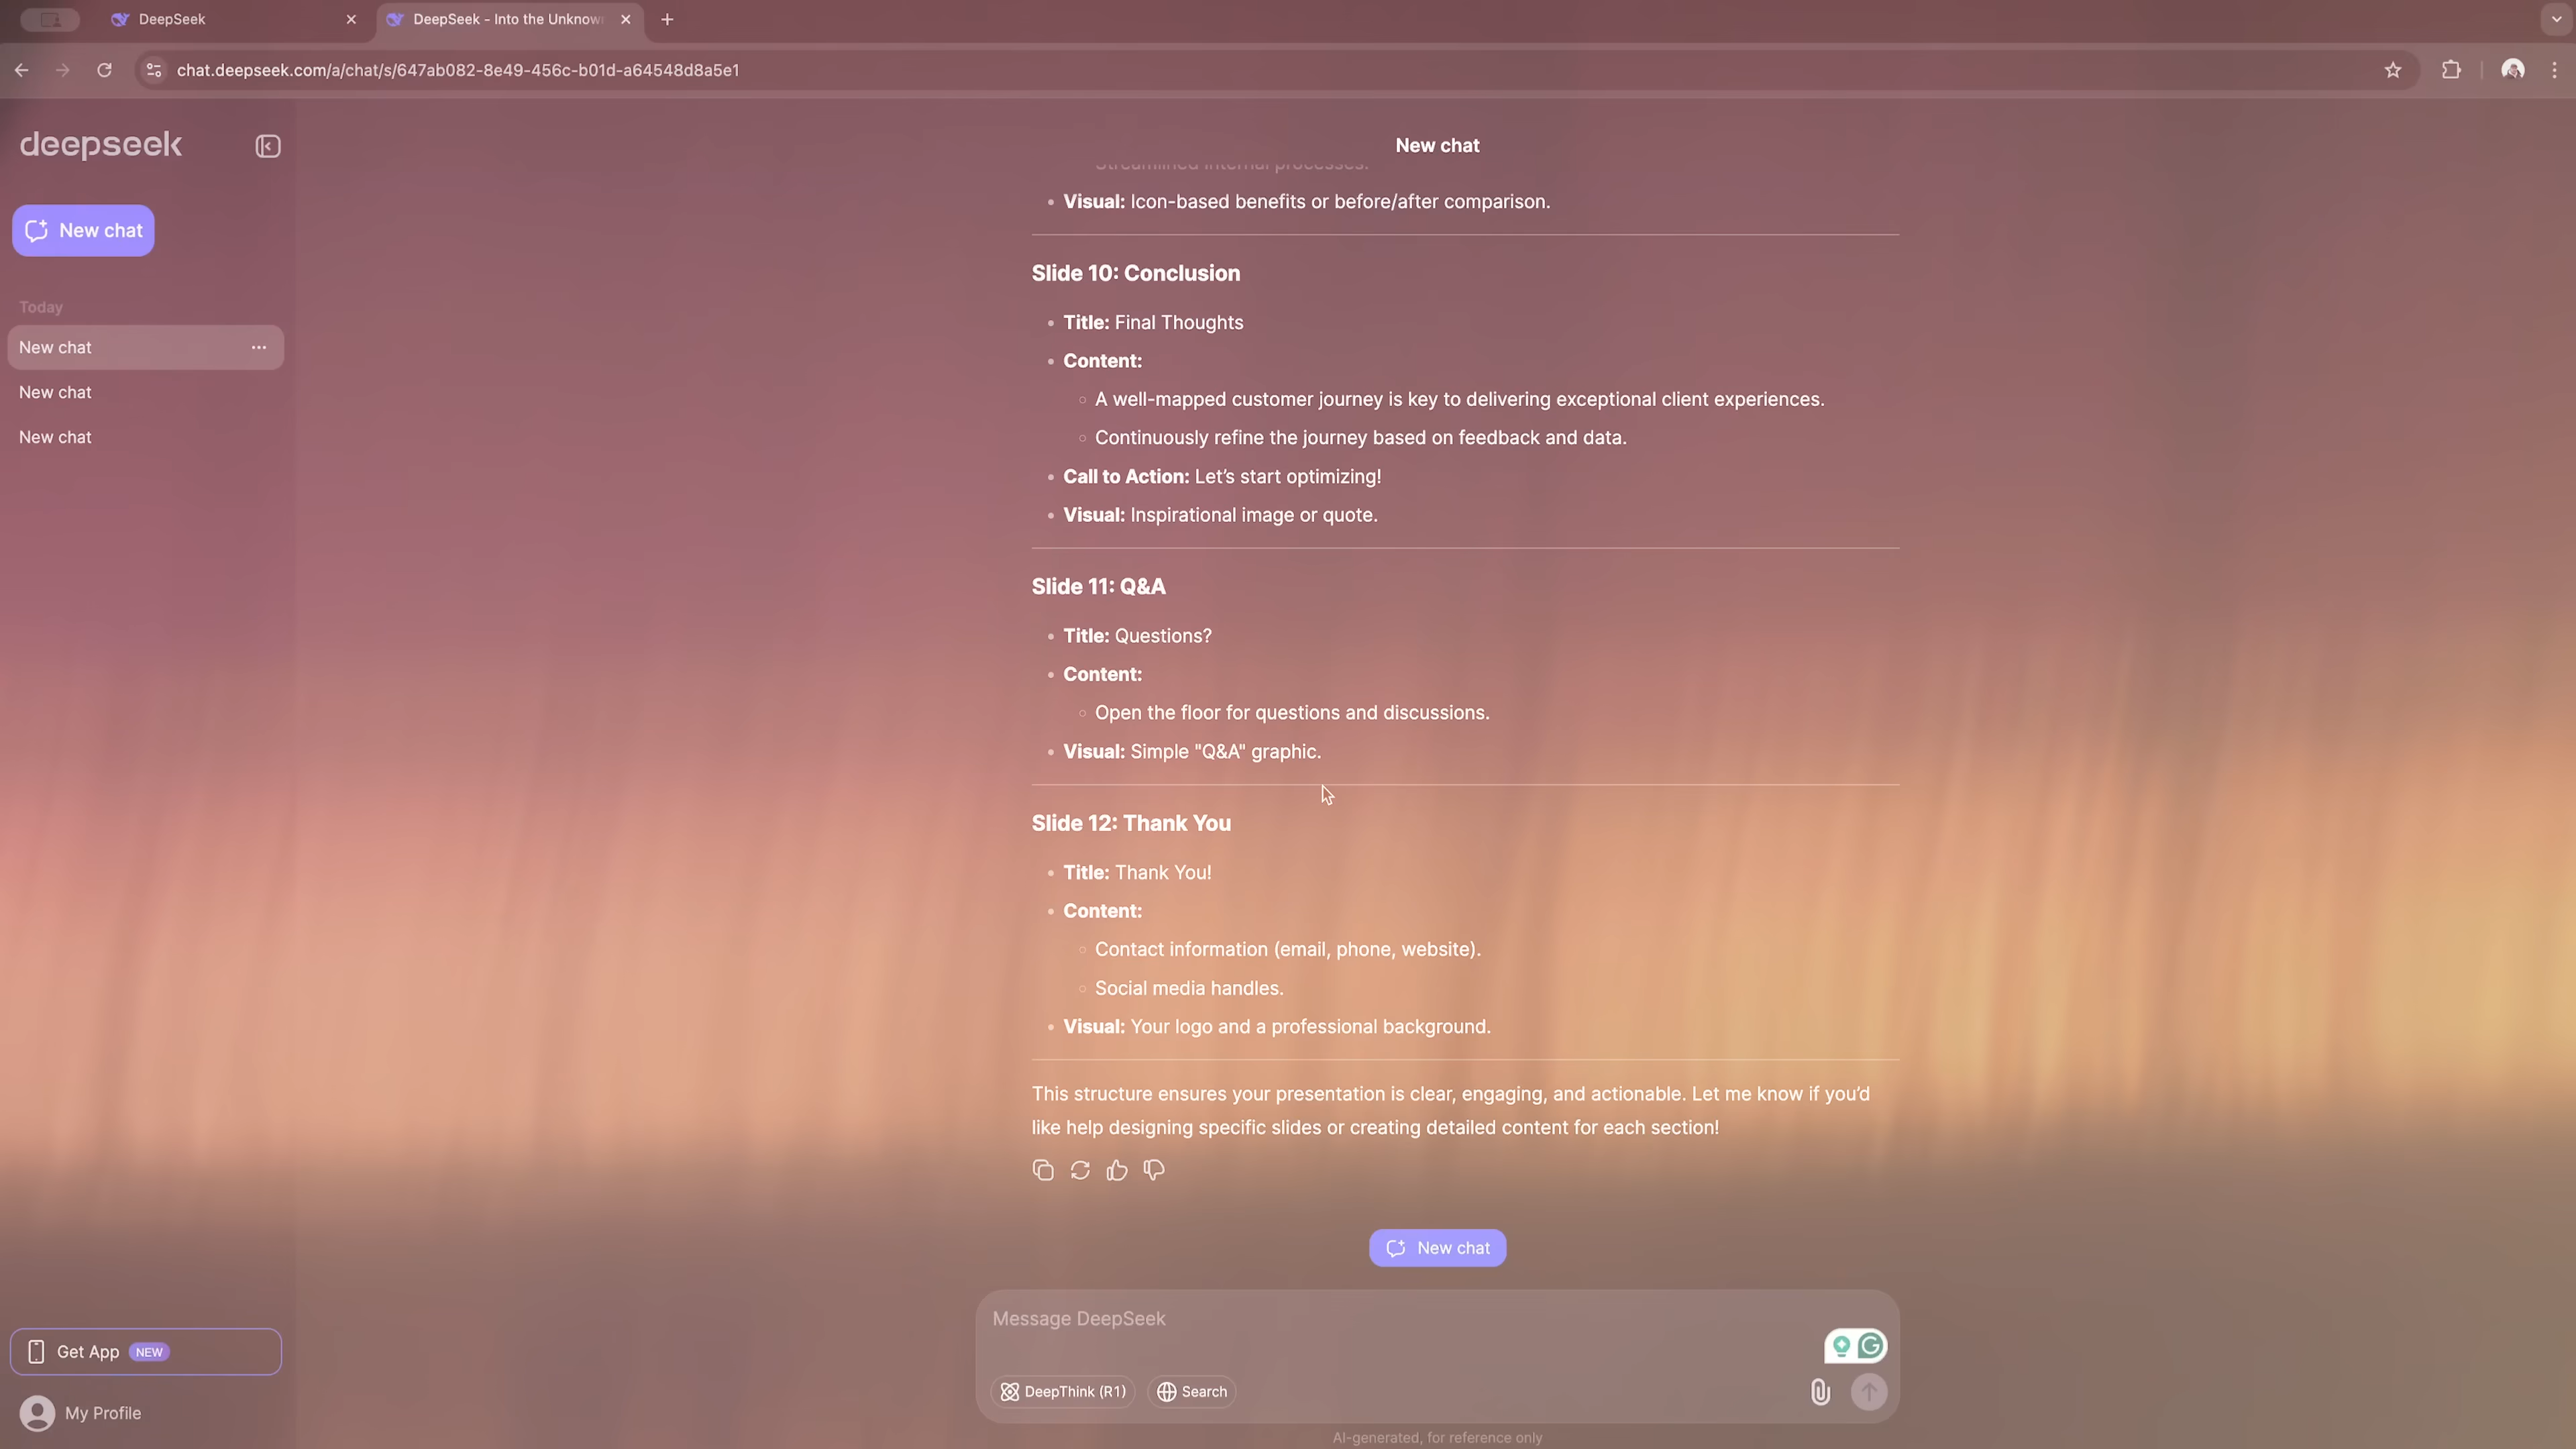 DeepSeek
DeepSeek - Into the Unknown
chat.deepseek.com/a/chat/s/647ab082-8e49-456c-b01d-a64548d8a5e1
deepseek
New chat
Today
New chat
New chat
New chat
Get App NEW
My Profile
New chat
Streamlined internal processes.
Visual: Icon-based benefits or before/after comparison.
Slide 10: Conclusion
Title: Final Thoughts
Content:
A well-mapped customer journey is key to delivering exceptional client experiences.
Continuously refine the journey based on feedback and data.
Call to Action: Let’s start optimizing!
Visual: Inspirational image or quote.
Slide 11: Q&A
Title: Questions?
Content:
Open the floor for questions and discussions.
Visual: Simple "Q&A" graphic.
Slide 12: Thank You
Title: Thank You!
Content:
Contact information (email, phone, website).
Social media handles.
Visual: Your logo and a professional background.
This structure ensures your presentation is clear, engaging, and actionable. Let me know if you’d
like help designing specific slides or creating detailed content for each section!
New chat
Message DeepSeek
DeepThink (R1) Search
AI-generated, for reference only